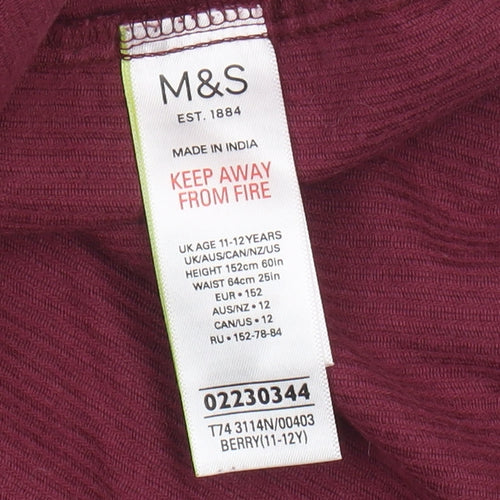 M&S
EST. 1884
MADE IN INDIA
KEEP AWAY
FROM FIRE
UK AGE 11-12YEARS
UK/AUS/CAN/NZ/US
HEIGHT 152cm 60in
WAIST 64cm 25in
EUR • 152
AUS/NZ • 12
CAN/US • 12
RU • 152-78-84
02230344
T74 3114N/00403
BERRY(11-12Y)